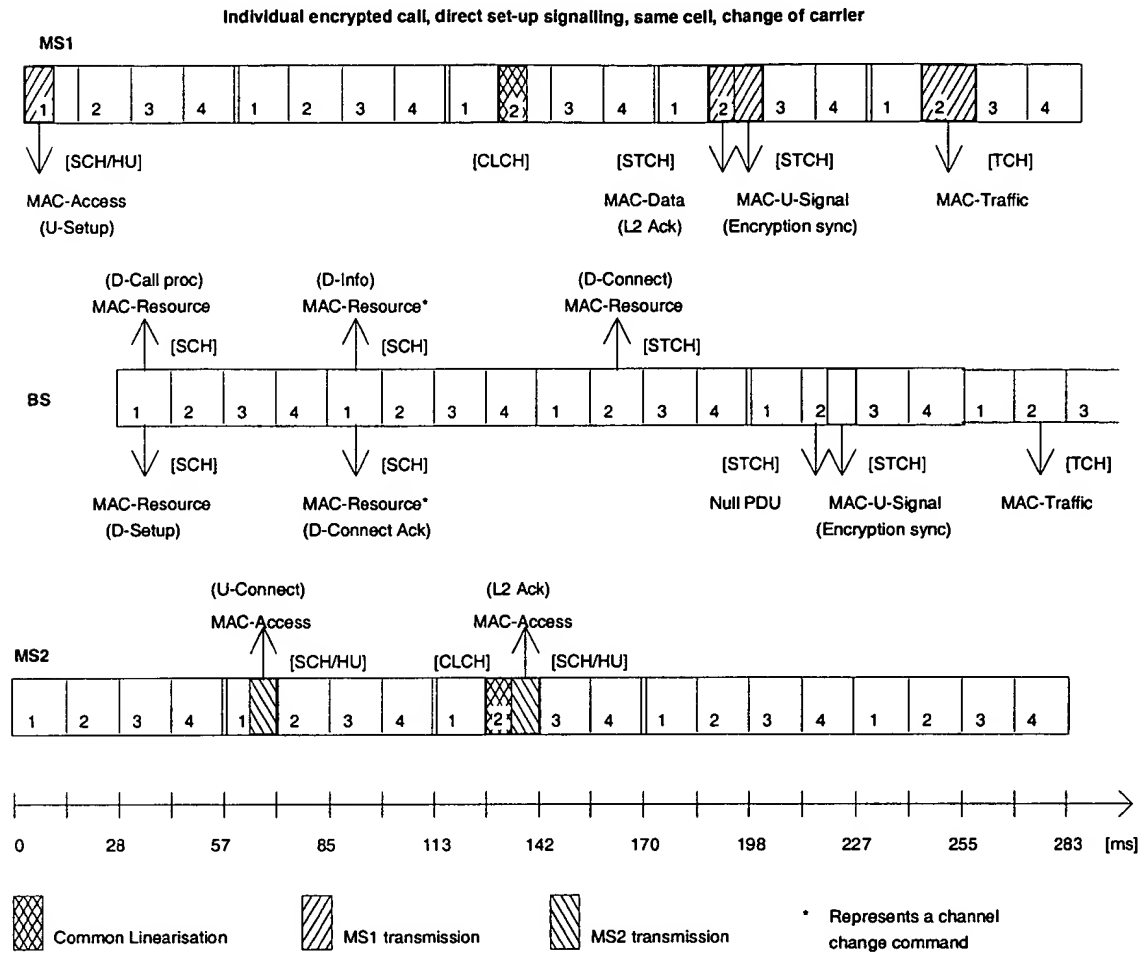 Individual encrypted call, direct set-up signalling, same cell, change of carrier
MS1
1 2 3 4 1 2 3 4 1 2 3 4 1 2 3 4 1 2 3 4
[SCH/HU] [CLCH] [STCH] [STCH] [TCH]
MAC-Access MAC-Data MAC-U-Signal MAC-Traffic
(U-Setup) (L2 Ack) (Encryption sync)
(D-Call proc) (D-Info) (D-Connect)
MAC-Resource MAC-Resource* MAC-Resource
[SCH] [SCH] [STCH]
BS
1 2 3 4 1 2 3 4 1 2 3 4 1 2 3 4 1 2 3
[SCH] [SCH] [STCH] [STCH] [TCH]
MAC-Resource MAC-Resource* Null PDU MAC-U-Signal MAC-Traffic
(D-Setup) (D-Connect Ack) (Encryption sync)
(U-Connect) (L2 Ack)
MAC-Access MAC-Access
MS2
[SCH/HU] [CLCH] [SCH/HU]
1 2 3 4 1 2 3 4 1 2 3 4 1 2 3 4 1 2 3 4
0 28 57 85 113 142 170 198 227 255 283 [ms]
Common Linearisation MS1 transmission MS2 transmission * Represents a channel
change command